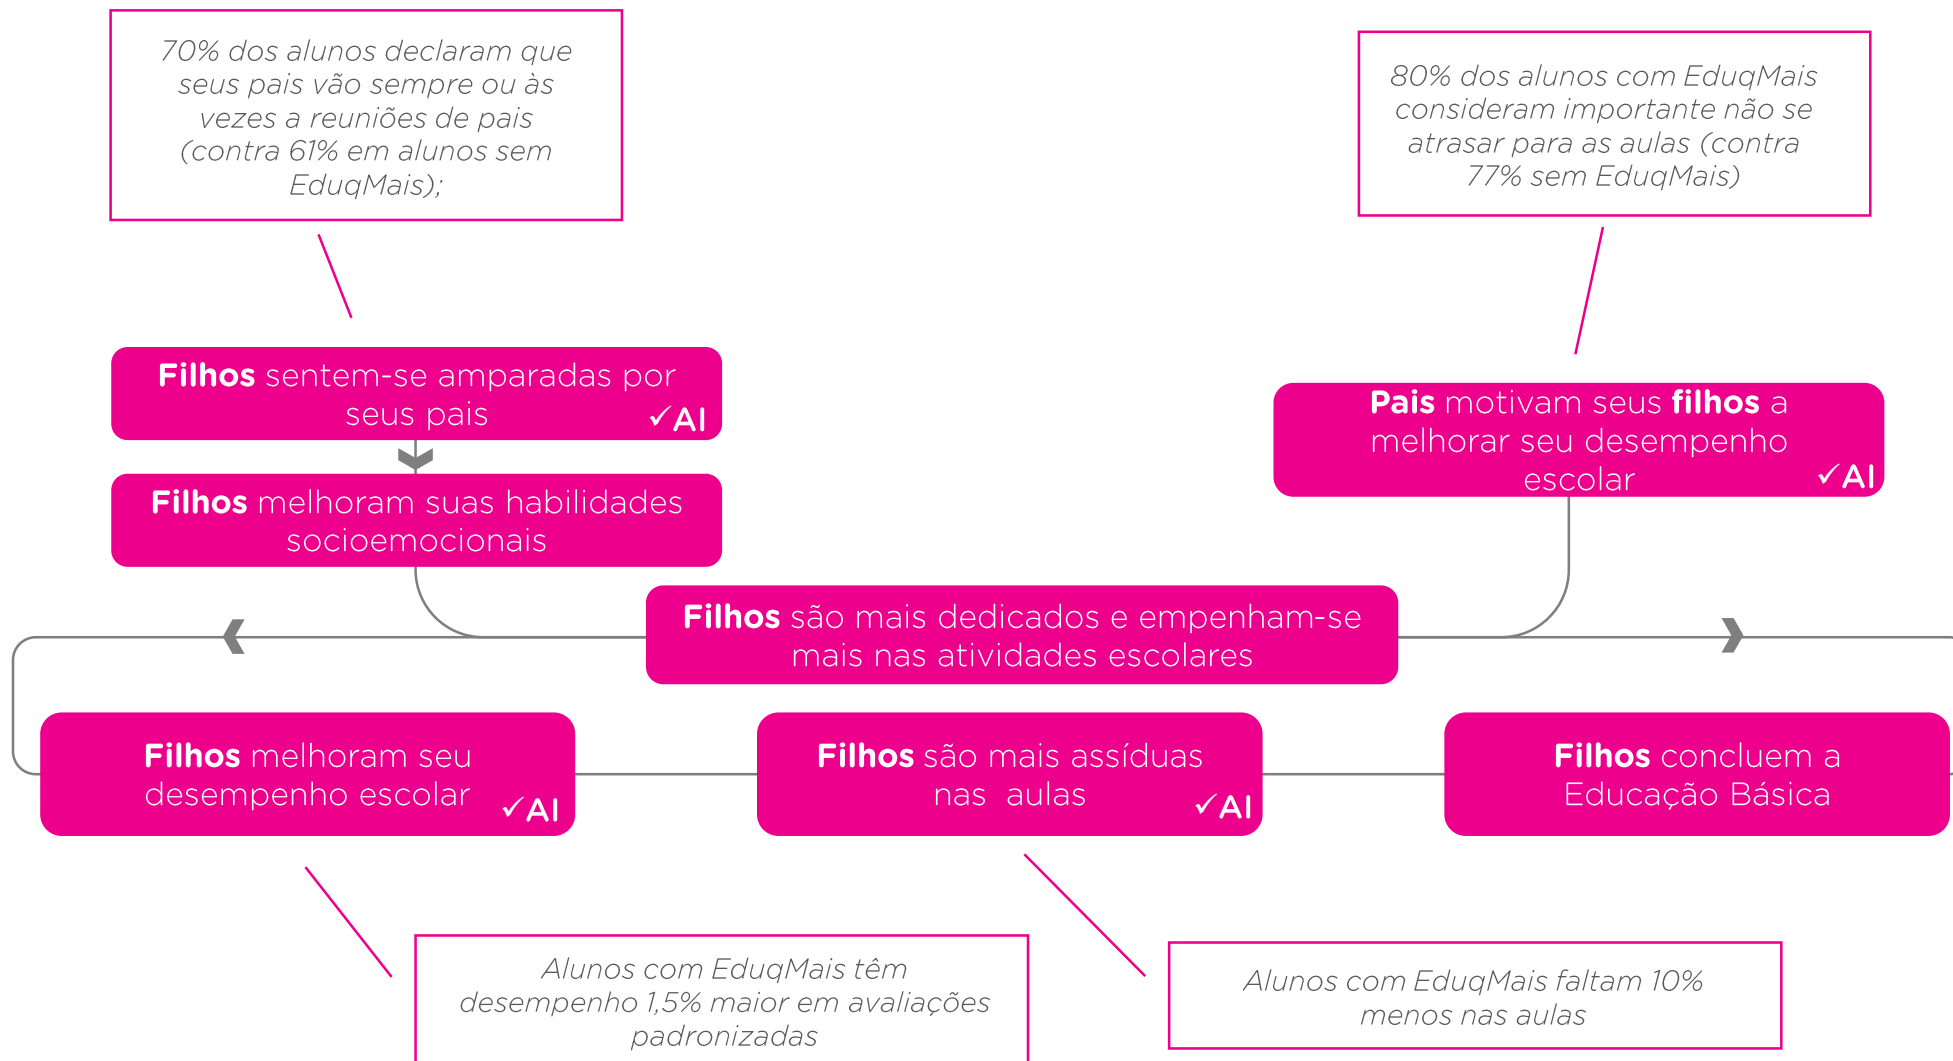 70% dos alunos declaram que
seus pais vão sempre ou às
vezes a reuniões de pais
(contra 61% em alunos sem
EduqMais);
80% dos alunos com EduqMais
consideram importante não se
atrasar para as aulas (contra
77% sem EduqMais)
Filhos sentem-se amparadas por
seus pais
✓AI
Pais motivam seus filhos a
melhorar seu desempenho
escolar
✓AI
Filhos melhoram suas habilidades
socioemocionais
Filhos são mais dedicados e empenham-se
mais nas atividades escolares
Filhos melhoram seu
desempenho escolar
✓AI
Filhos são mais assíduas
nas aulas
✓AI
Filhos concluem a
Educação Básica
Alunos com EduqMais têm
desempenho 1,5% maior em avaliações
padronizadas
Alunos com EduqMais faltam 10%
menos nas aulas